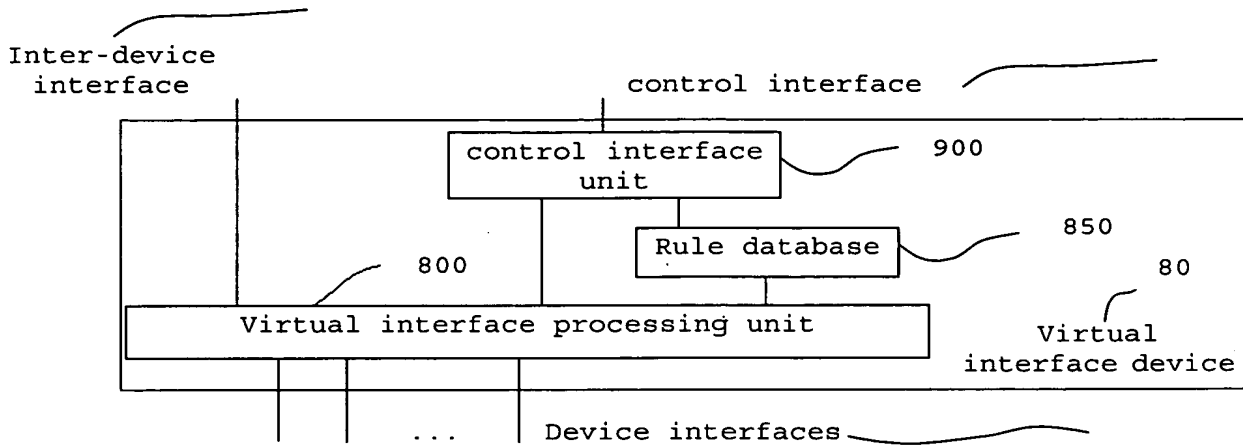 Inter-device
interface
control interface
control interface
unit
900
Rule database
850
800
80
Virtual interface processing unit
Virtual
interface device
...
Device interfaces